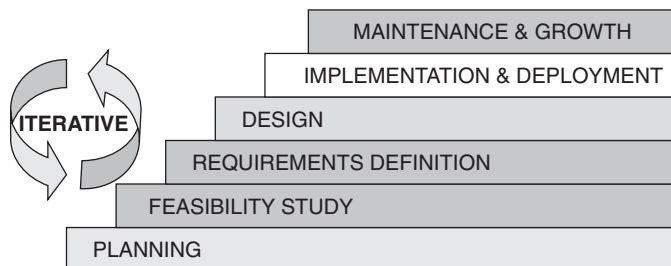 MAINTENANCE & GROWTH
IMPLEMENTATION & DEPLOYMENT
ITERATIVE
DESIGN
REQUIREMENTS DEFINITION
FEASIBILITY STUDY
PLANNING